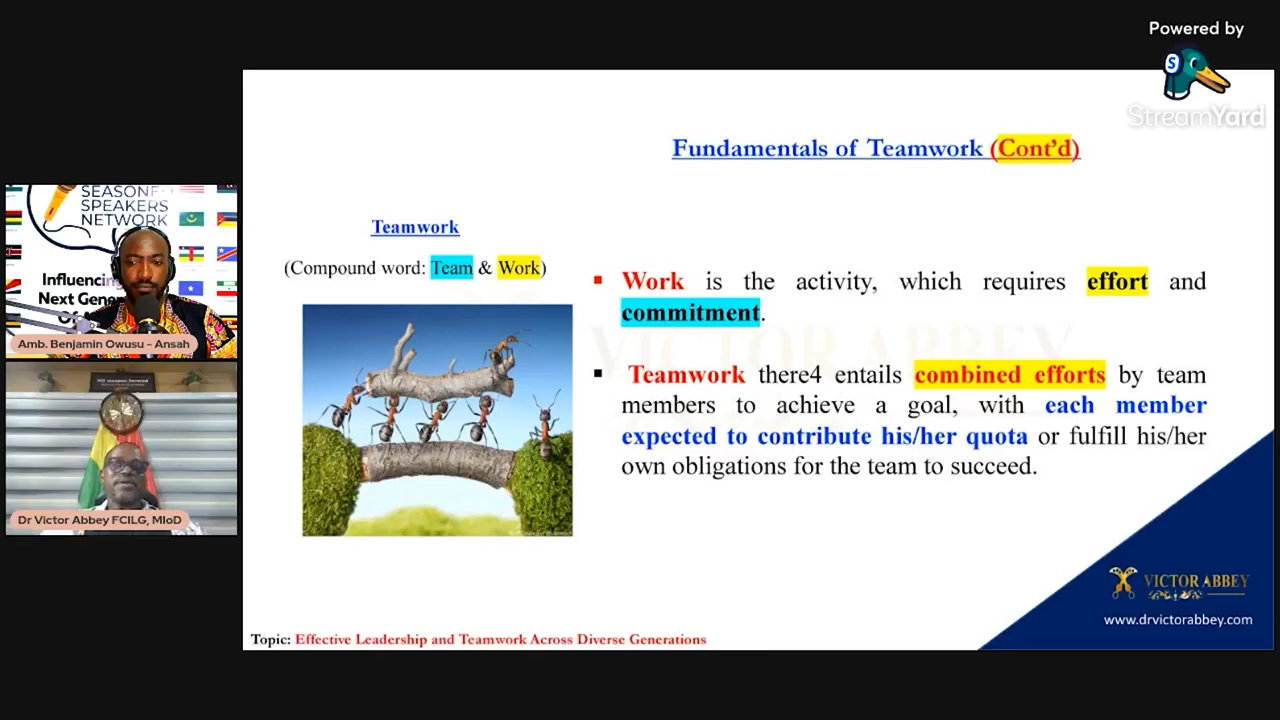 Powered by
StreamYard
Fundamentals of Teamwork (Cont'd)
SEASONED
SPEAKERS
NETWORK
Influencing
Next Gener
Amb. Benjamin Owusu – Ansah
Dr Victor Abbey FCILG, MIoD
Teamwork
(Compound word: Team & Work)
▪ Work is the activity, which requires effort and
commitment.
▪ Teamwork there4 entails combined efforts by team
members to achieve a goal, with each member
expected to contribute his/her quota or fulfill his/her
own obligations for the team to succeed.
VICTOR ABBEY
VICTOR ABBEY
www.drvictorabbey.com
Topic: Effective Leadership and Teamwork Across Diverse Generations